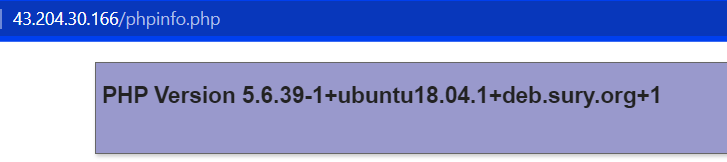 43.204.30.166/phpinfo.php
PHP Version 5.6.39-1+ubuntu18.04.1+deb.sury.org+1